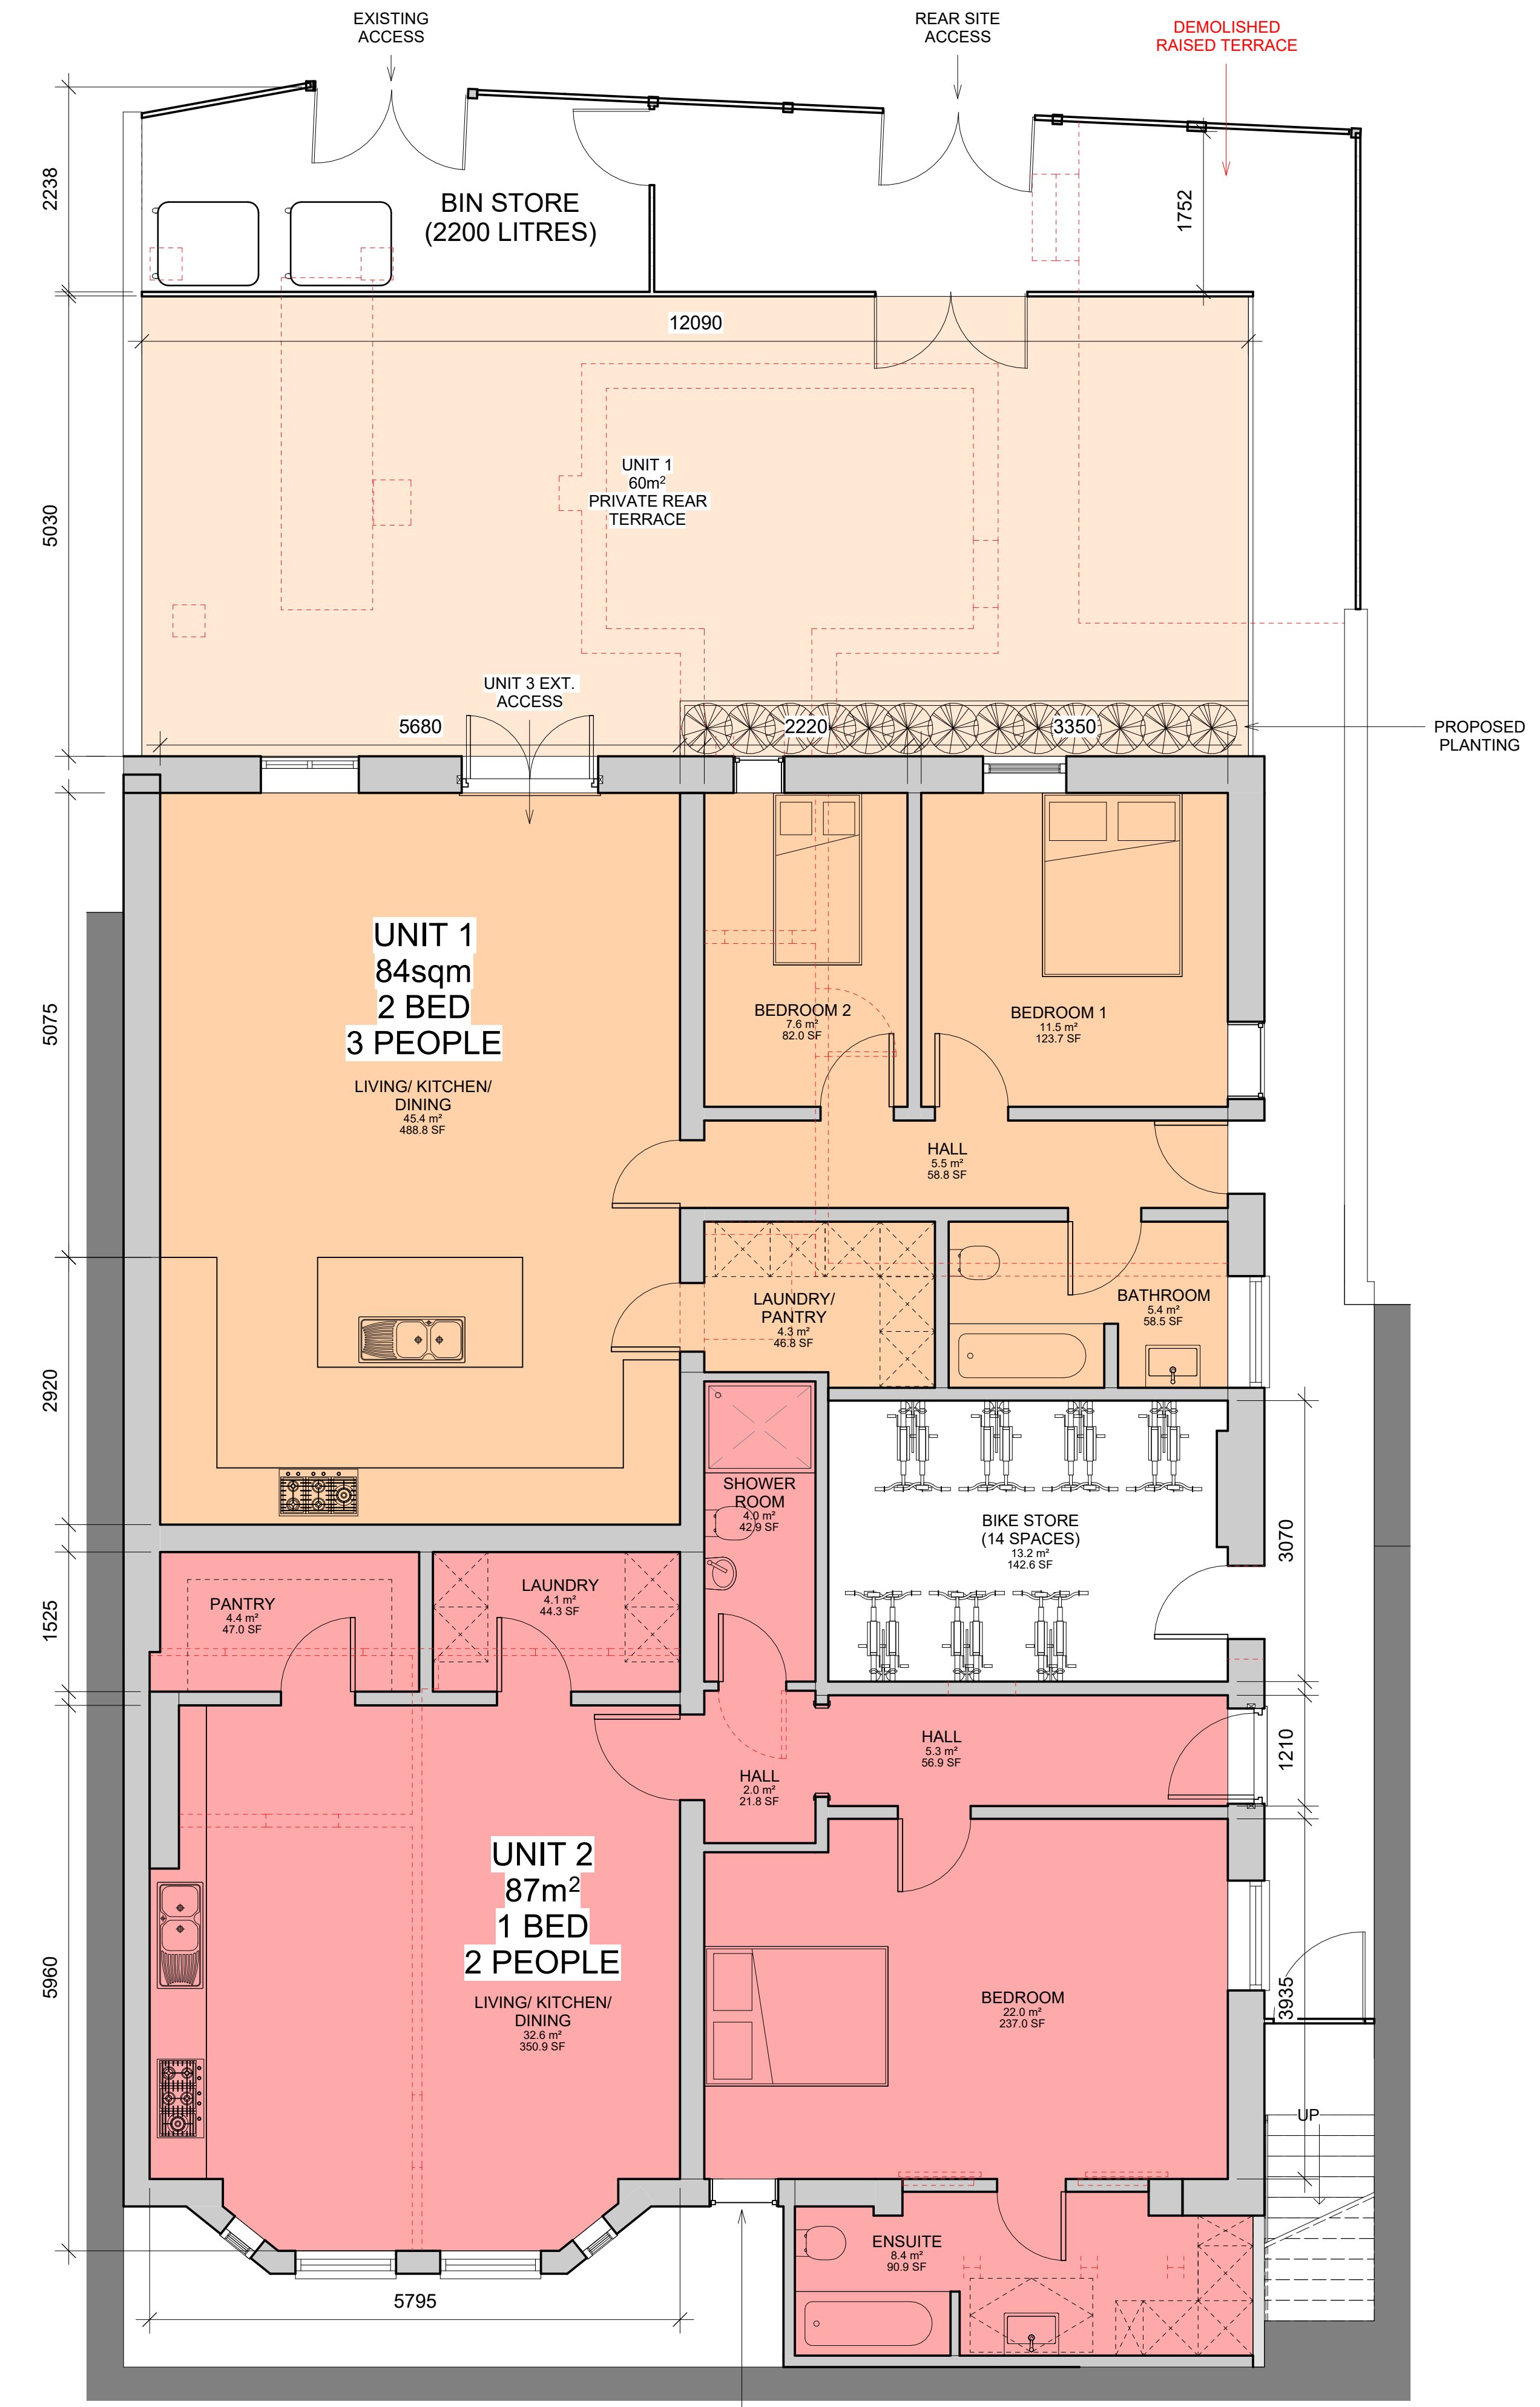 EXISTING
ACCESS
REAR SITE
ACCESS
DEMOLISHED
RAISED TERRACE
2238
BIN STORE
(2200 LITRES)
1752
12090
5030
UNIT 1
60m²
PRIVATE REAR
TERRACE
UNIT 3 EXT.
ACCESS
5680
2220
3350
PROPOSED
PLANTING
UNIT 1
84sqm
2 BED
3 PEOPLE
LIVING/ KITCHEN/
DINING
45.4 m²
488.8 SF
5075
BEDROOM 2
7.6 m²
82.0 SF
BEDROOM 1
11.5 m²
123.7 SF
HALL
5.5 m²
58.8 SF
LAUNDRY/
PANTRY
4.3 m²
46.8 SF
BATHROOM
5.4 m²
58.5 SF
2920
SHOWER
ROOM
4.0 m²
42.9 SF
BIKE STORE
(14 SPACES)
13.2 m²
142.6 SF
3070
1525
PANTRY
4.4 m²
47.0 SF
LAUNDRY
4.1 m²
44.3 SF
HALL
5.3 m²
56.9 SF
1210
HALL
2.0 m²
21.8 SF
UNIT 2
87m²
1 BED
2 PEOPLE
LIVING/ KITCHEN/
DINING
32.6 m²
350.9 SF
5960
BEDROOM
22.0 m²
237.0 SF
3935
UP
ENSUITE
8.4 m²
90.9 SF
5795